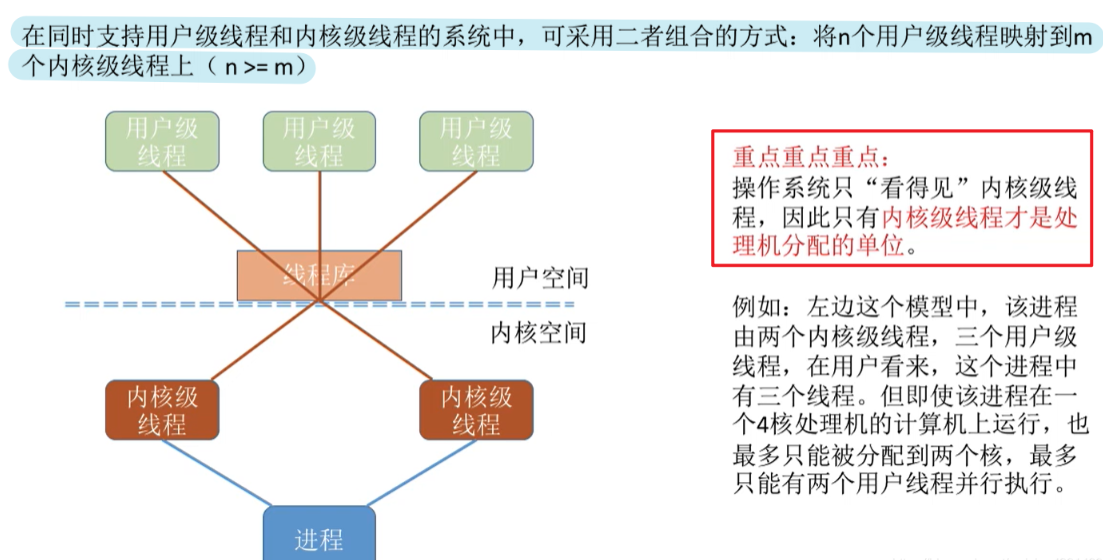 在同时支持用户级线程和内核级线程的系统中，可采用二者组合的方式：将n个用户级线程映射到m
个内核级线程上（ n >= m）
用户级
线程
用户级
线程
用户级
线程
线程库
用户空间
内核空间
内核级
线程
内核级
线程
进程
重点重点重点：
操作系统只“看得见”内核级线
程，因此只有内核级线程才是处
理机分配的单位。
例如：左边这个模型中，该进程
由两个内核级线程，三个用户级
线程，在用户看来，这个进程中
有三个线程。但即使该进程在一
个4核处理机的计算机上运行，也
最多只能被分配到两个核，最多
只能有两个用户线程并行执行。